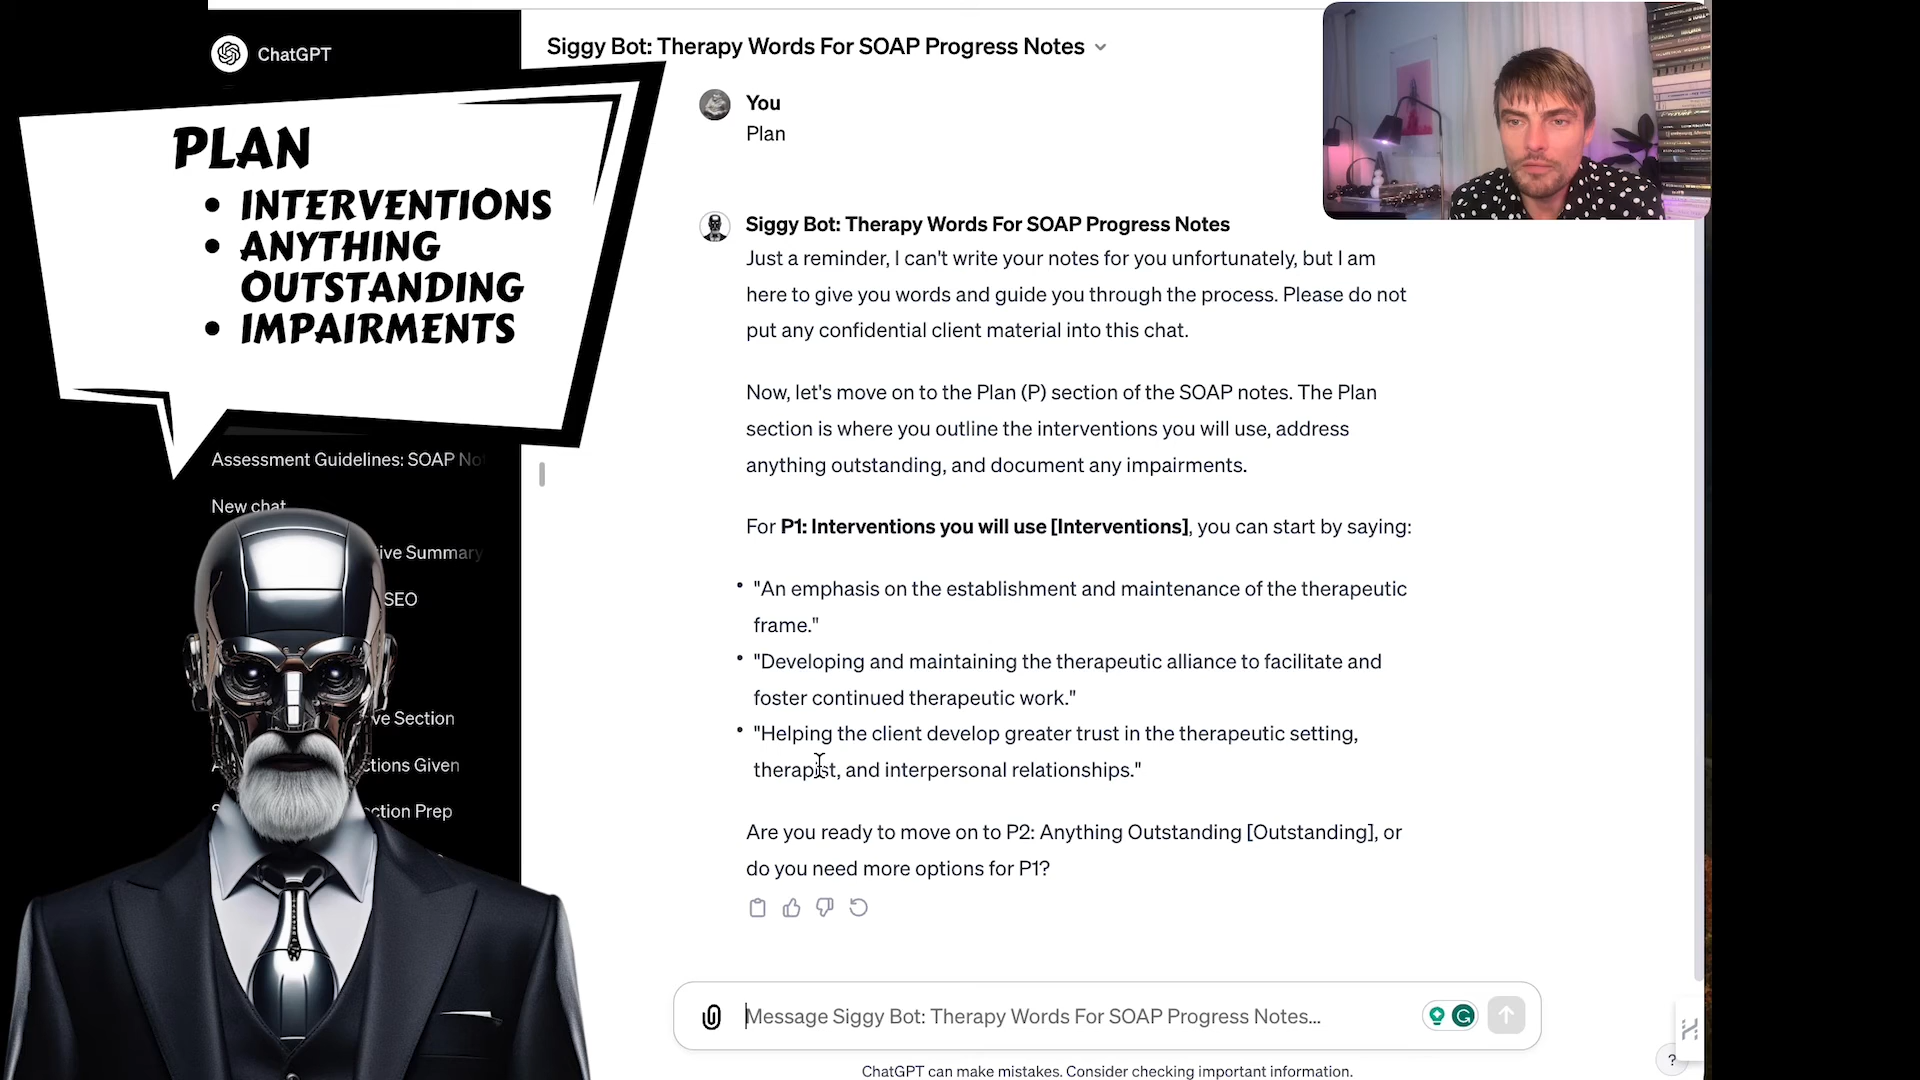 ChatGPT
Siggy Bot: Therapy Words For SOAP Progress Notes
PLAN
INTERVENTIONS
ANYTHING
OUTSTANDING
IMPAIRMENTS
Assessment Guidelines: SOAP No
New chat
ive Summary
SEO
ve Section
ctions Given
ction Prep
You
Plan
Siggy Bot: Therapy Words For SOAP Progress Notes
Just a reminder, I can't write your notes for you unfortunately, but I am
here to give you words and guide you through the process. Please do not
put any confidential client material into this chat.
Now, let's move on to the Plan (P) section of the SOAP notes. The Plan
section is where you outline the interventions you will use, address
anything outstanding, and document any impairments.
For P1: Interventions you will use [Interventions], you can start by saying:
"An emphasis on the establishment and maintenance of the therapeutic
frame."
"Developing and maintaining the therapeutic alliance to facilitate and
foster continued therapeutic work."
"Helping the client develop greater trust in the therapeutic setting,
therapist, and interpersonal relationships."
Are you ready to move on to P2: Anything Outstanding [Outstanding], or
do you need more options for P1?
Message Siggy Bot: Therapy Words For SOAP Progress Notes...
ChatGPT can make mistakes. Consider checking important information.
?